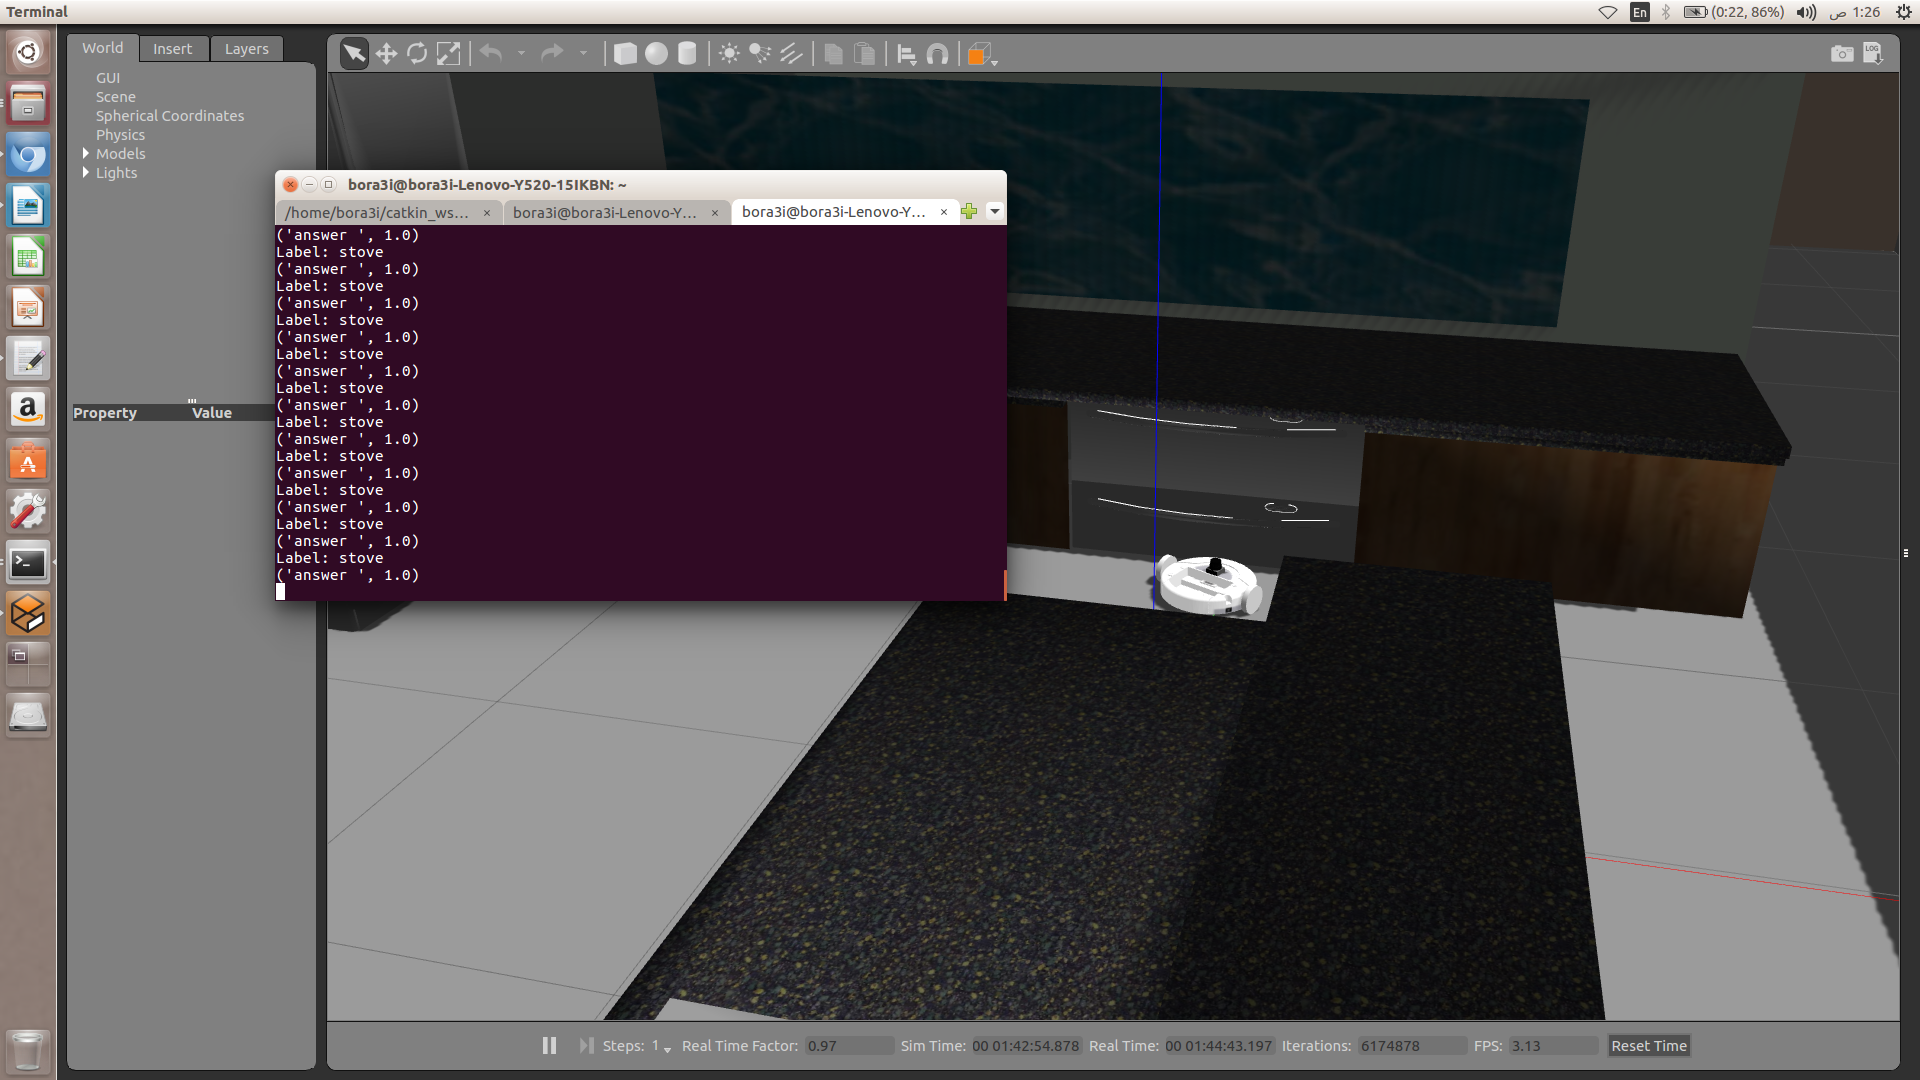 Terminal
En
(0:22, 86%)
1:26 ص
World
Insert
Layers
GUI
Scene
Spherical Coordinates
Physics
Models
Lights
Property
Value
LOG
bora3i@bora3i-Lenovo-Y520-15IKBN: ~
/home/bora3i/catkin_ws...
bora3i@bora3i-Lenovo-Y...
bora3i@bora3i-Lenovo-Y...
('answer ', 1.0)
Label: stove
('answer ', 1.0)
Label: stove
('answer ', 1.0)
Label: stove
('answer ', 1.0)
Label: stove
('answer ', 1.0)
Label: stove
('answer ', 1.0)
Label: stove
('answer ', 1.0)
Label: stove
('answer ', 1.0)
Label: stove
('answer ', 1.0)
Label: stove
('answer ', 1.0)
Label: stove
('answer ', 1.0)
Steps: 1
Real Time Factor: 0.97
Sim Time: 00 01:42:54.878
Real Time: 00 01:44:43.197
Iterations: 6174878
FPS: 3.13
Reset Time